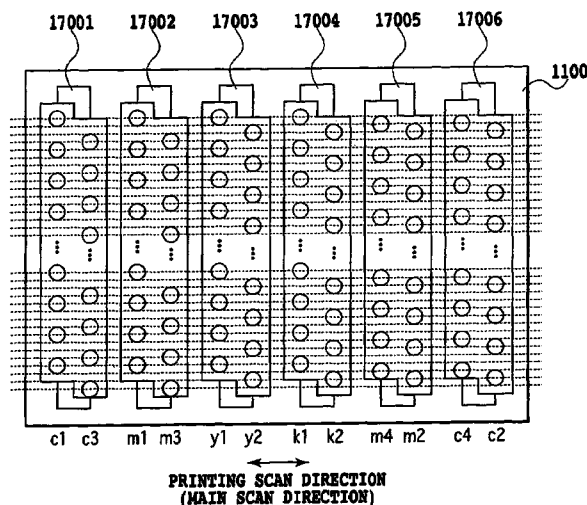 17001 17002 17003 17004 17005 17006
1100
c1 c3 m1 m3 y1 y2 k1 k2 m4 m2 c4 c2
PRINTING SCAN DIRECTION
(MAIN SCAN DIRECTION)